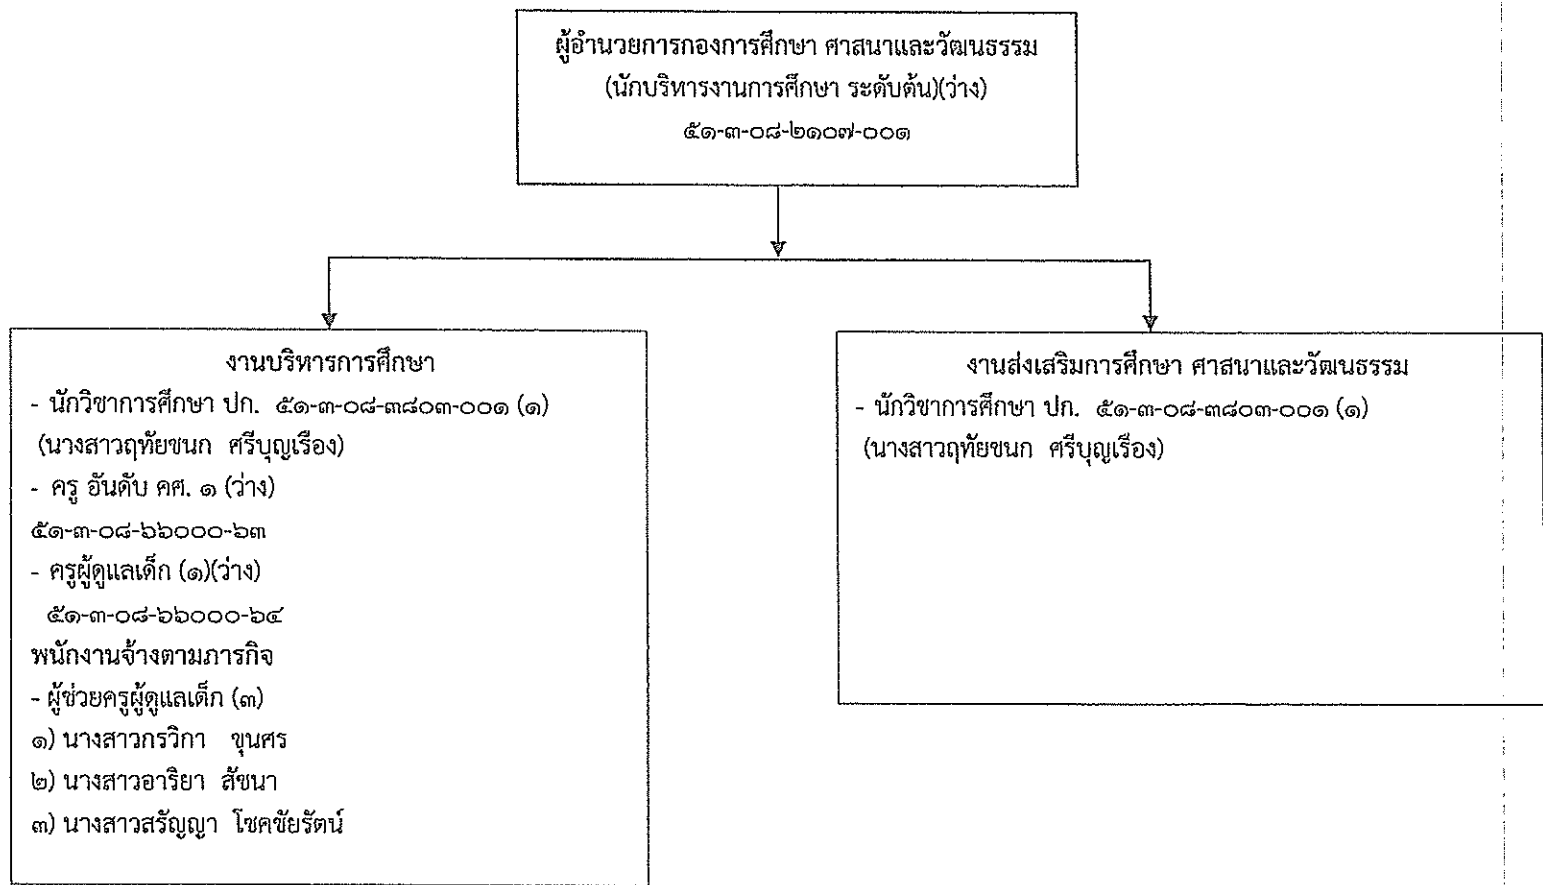 ผู้อำนวยการกองการศึกษา ศาสนาและวัฒนธรรม
(นักบริหารงานการศึกษา ระดับต้น)(ว่าง)
๕๑-๓-๐๘-๒๑๐๗-๐๐๑
งานบริหารการศึกษา
- นักวิชาการศึกษา ปก. ๕๑-๓-๐๘-๓๘๐๓-๐๐๑ (๑)
(นางสาวฤทัยชนก ศรีบุญเรือง)
- ครู อันดับ คศ. ๑ (ว่าง)
๕๑-๓-๐๘-๖๖๐๐๐-๖๓
- ครูผู้ดูแลเด็ก (๑)(ว่าง)
๕๑-๓-๐๘-๖๖๐๐๐-๖๔
พนักงานจ้างตามภารกิจ
- ผู้ช่วยครูผู้ดูแลเด็ก (๓)
๑) นางสาวกรวิกา ขุนศร
๒) นางสาวอาริยา สัชนา
๓) นางสาวสรัญญา โชคชัยรัตน์
งานส่งเสริมการศึกษา ศาสนาและวัฒนธรรม
- นักวิชาการศึกษา ปก. ๕๑-๓-๐๘-๓๘๐๓-๐๐๑ (๑)
(นางสาวฤทัยชนก ศรีบุญเรือง)